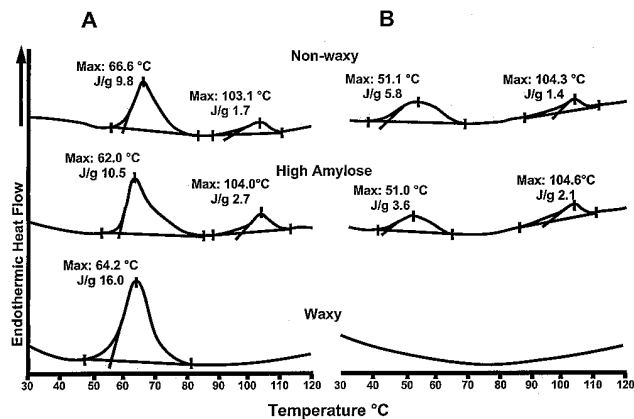 A
B
Non-waxy
Max: 66.6 °C
J/g 9.8
Max: 103.1 °C
J/g 1.7
Max: 51.1 °C
J/g 5.8
Max: 104.3 °C
J/g 1.4
High Amylose
Max: 62.0 °C
J/g 10.5
Max: 104.0°C
J/g 2.7
Max: 51.0 °C
J/g 3.6
Max: 104.6°C
J/g 2.1
Waxy
Max: 64.2 °C
J/g 16.0
Endothermic Heat Flow
30 40 50 60 70 80 90 100 110 120
30 40 50 60 70 80 90 100 110 120
Temperature °C